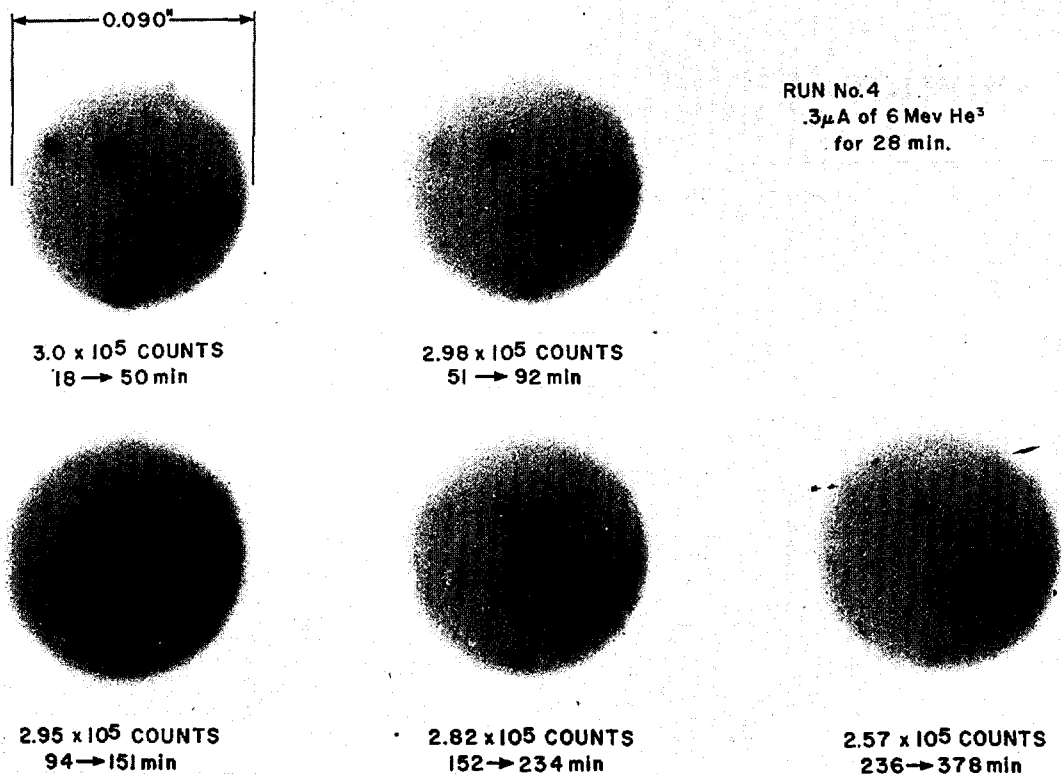 0.090"
RUN No.4
.3μA of 6 Mev He³
for 28 min.
3.0 x 10⁵ COUNTS
18 → 50 min
2.98 x 10⁵ COUNTS
51 → 92 min
2.95 x 10⁵ COUNTS
94 → 151 min
2.82 x 10⁵ COUNTS
152 → 234 min
2.57 x 10⁵ COUNTS
236 → 378 min